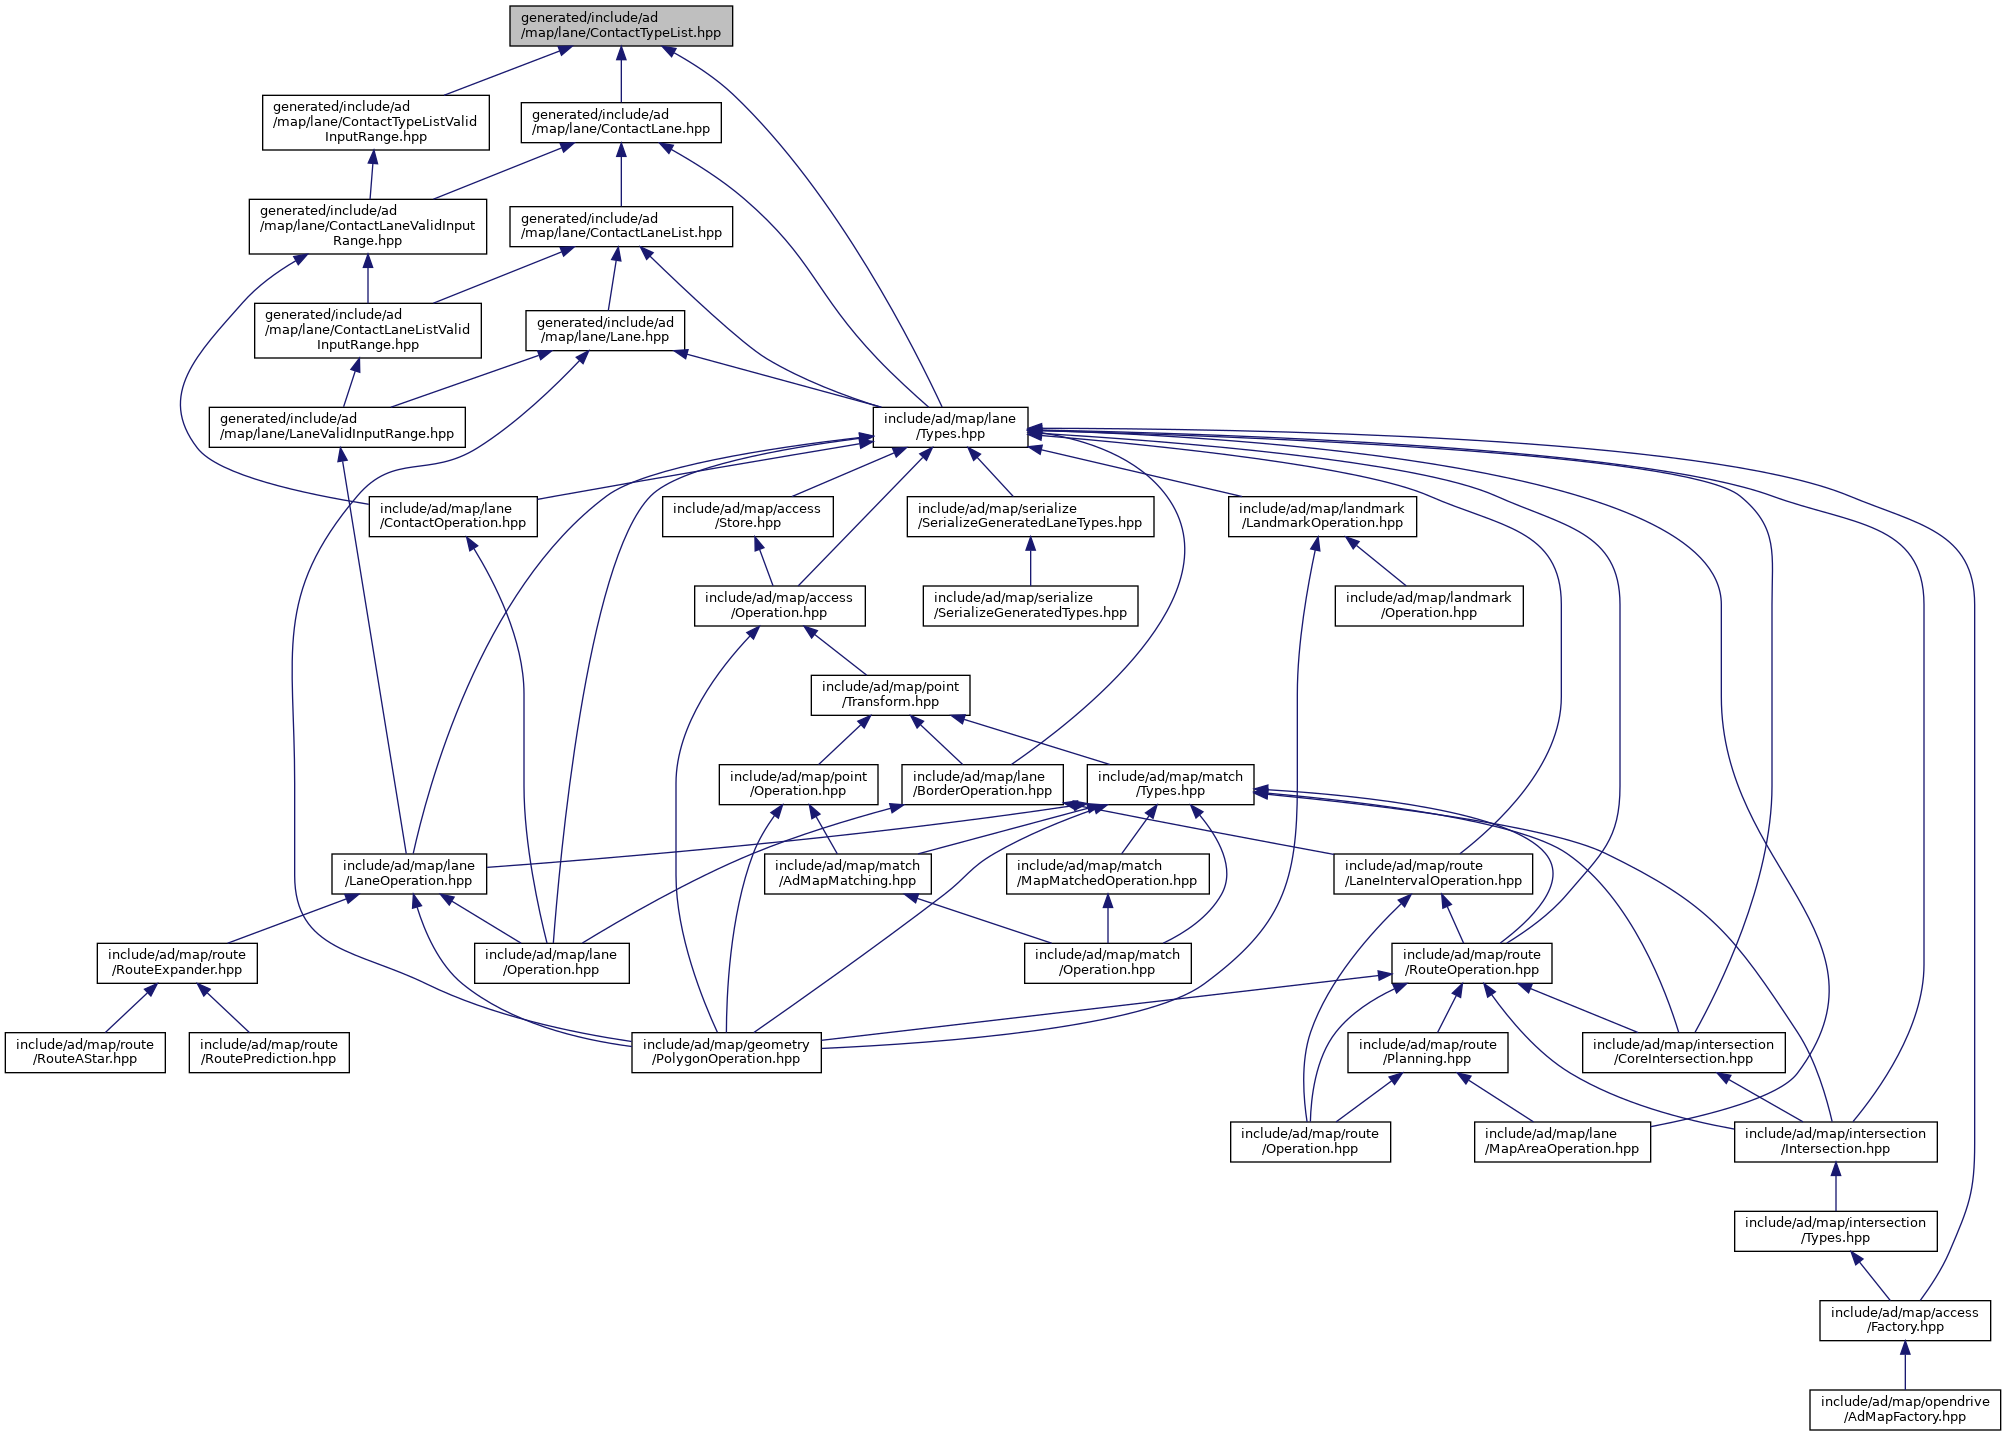 generated/include/ad
/map/lane/ContactTypeList.hpp
generated/include/ad
/map/lane/ContactTypeListValid
InputRange.hpp
generated/include/ad
/map/lane/ContactLane.hpp
generated/include/ad
/map/lane/ContactLaneValidInput
Range.hpp
generated/include/ad
/map/lane/ContactLaneList.hpp
generated/include/ad
/map/lane/ContactLaneListValid
InputRange.hpp
generated/include/ad
/map/lane/Lane.hpp
generated/include/ad
/map/lane/LaneValidInputRange.hpp
include/ad/map/lane
/Types.hpp
include/ad/map/lane
/ContactOperation.hpp
include/ad/map/access
/Store.hpp
include/ad/map/serialize
/SerializeGeneratedLaneTypes.hpp
include/ad/map/landmark
/LandmarkOperation.hpp
include/ad/map/access
/Operation.hpp
include/ad/map/serialize
/SerializeGeneratedTypes.hpp
include/ad/map/landmark
/Operation.hpp
include/ad/map/point
/Transform.hpp
include/ad/map/point
/Operation.hpp
include/ad/map/lane
/BorderOperation.hpp
include/ad/map/match
/Types.hpp
include/ad/map/lane
/LaneOperation.hpp
include/ad/map/match
/AdMapMatching.hpp
include/ad/map/match
/MapMatchedOperation.hpp
include/ad/map/route
/LaneIntervalOperation.hpp
include/ad/map/route
/RouteExpander.hpp
include/ad/map/lane
/Operation.hpp
include/ad/map/match
/Operation.hpp
include/ad/map/route
/RouteOperation.hpp
include/ad/map/route
/RouteAStar.hpp
include/ad/map/route
/RoutePrediction.hpp
include/ad/map/geometry
/PolygonOperation.hpp
include/ad/map/route
/Planning.hpp
include/ad/map/intersection
/CoreIntersection.hpp
include/ad/map/route
/Operation.hpp
include/ad/map/lane
/MapAreaOperation.hpp
include/ad/map/intersection
/Intersection.hpp
include/ad/map/intersection
/Types.hpp
include/ad/map/access
/Factory.hpp
include/ad/map/opendrive
/AdMapFactory.hpp